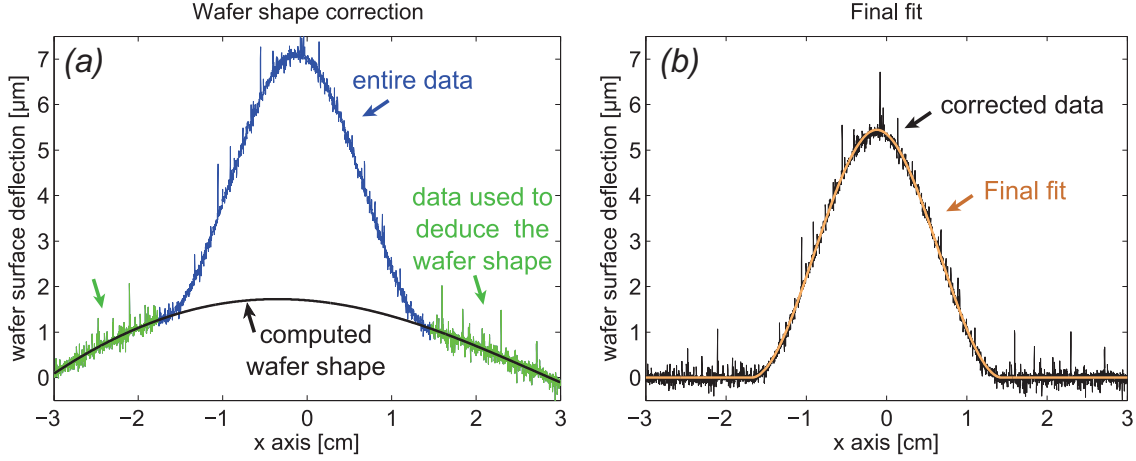 Wafer shape correction
(a)
wafer surface deflection [µm]
7
6
5
4
3
2
1
0
entire data
data used to
deduce the
wafer shape
computed
wafer shape
−3 −2 −1 0 1 2 3
x axis [cm]
Final fit
(b)
wafer surface deflection [µm]
7
6
5
4
3
2
1
0
corrected data
Final fit
−3 −2 −1 0 1 2 3
x axis [cm]